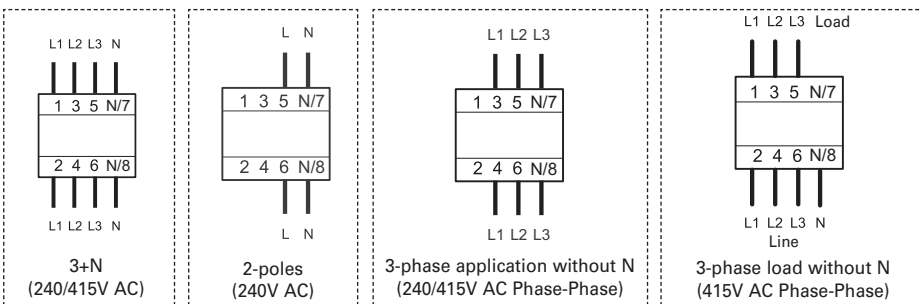 L1 L2 L3 N
1 3 5 N/7
2 4 6 N/8
L1 L2 L3 N
3+N
(240/415V AC)
L N
1 3 5 N/7
2 4 6 N/8
L N
2-poles
(240V AC)
L1 L2 L3
1 3 5 N/7
2 4 6 N/8
L1 L2 L3
3-phase application without N
(240/415V AC Phase-Phase)
L1 L2 L3 Load
1 3 5 N/7
2 4 6 N/8
L1 L2 L3 N
Line
3-phase load without N
(415V AC Phase-Phase)